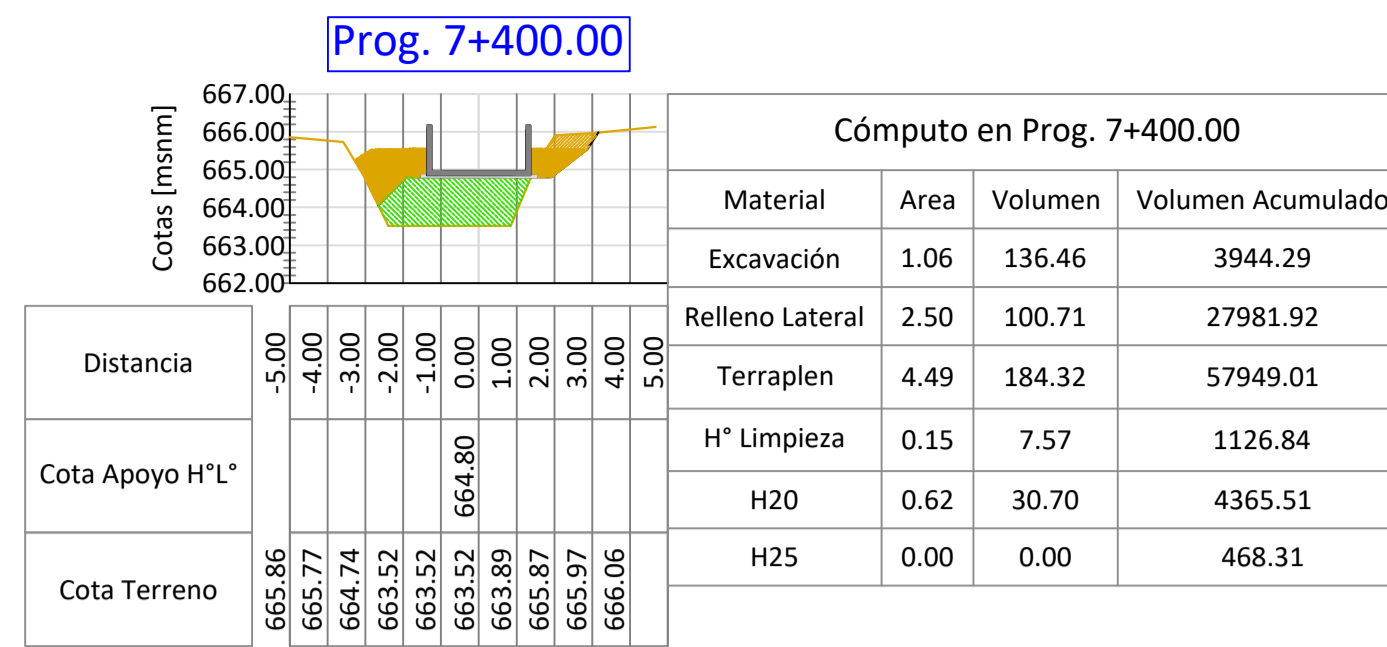 Prog. 7+400.00
Cotas [msnm]
667.00
666.00
665.00
664.00
663.00
662.00
Distancia -5.00 -4.00 -3.00 -2.00 -1.00 0.00 1.00 2.00 3.00 4.00 5.00
Cota Apoyo H°L° 664.80
Cota Terreno 665.86 665.77 664.74 663.52 663.52 663.52 663.89 665.87 665.97 666.06
Cómputo en Prog. 7+400.00
Material Area Volumen Volumen Acumulado
Excavación 1.06 136.46 3944.29
Relleno Lateral 2.50 100.71 27981.92
Terraplen 4.49 184.32 57949.01
H° Limpieza 0.15 7.57 1126.84
H20 0.62 30.70 4365.51
H25 0.00 0.00 468.31